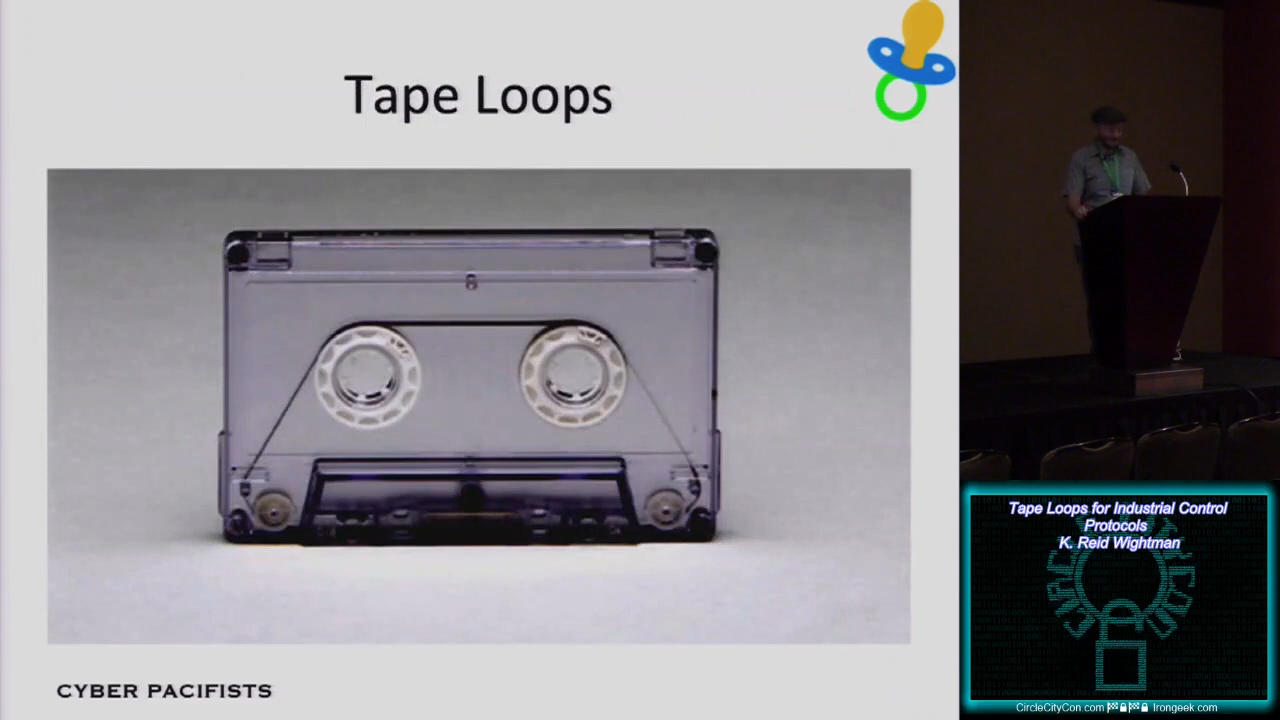 Tape Loops
CYBER PACIFISTS
Tape Loops for Industrial Control
Protocols
K. Reid Wightman
CircleCityCon.com Irongeek.com